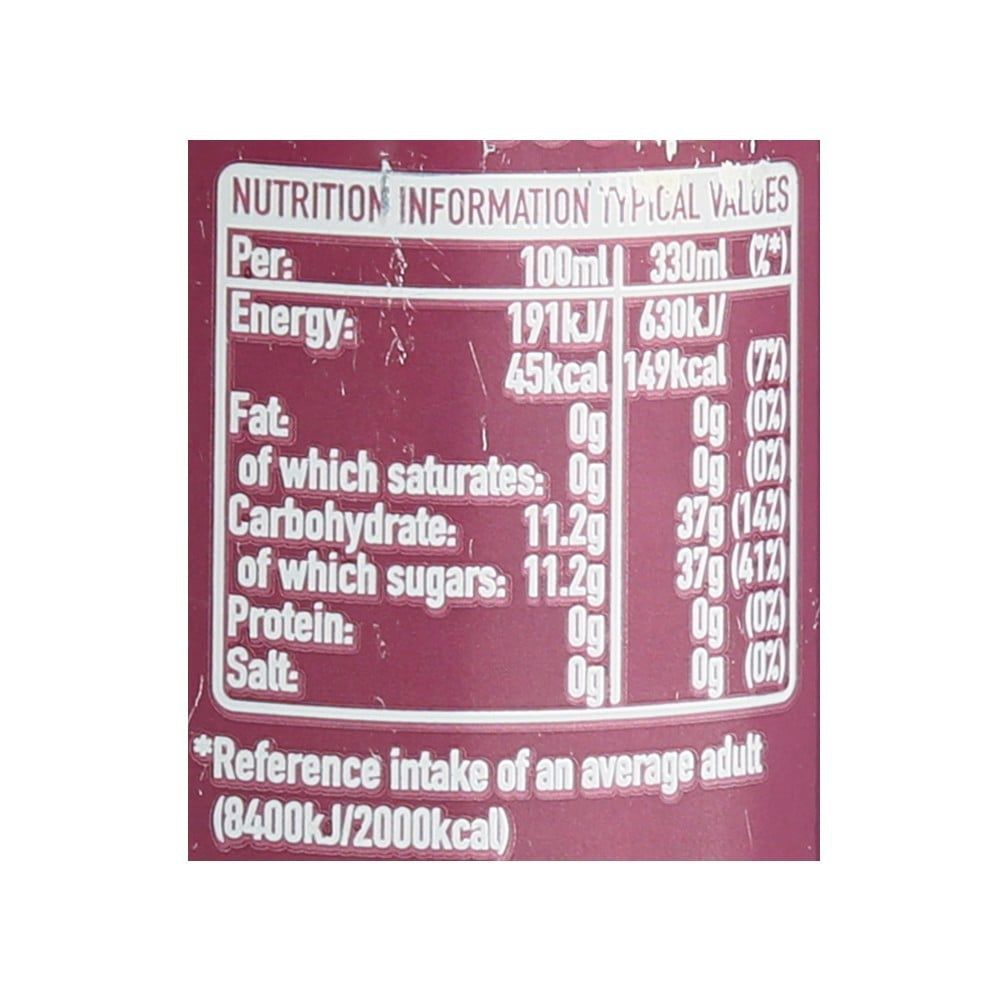 NUTRITION INFORMATION TYPICAL VALUES
Per: 100ml 330ml (%*)
Energy: 191kJ/ 630kJ/
45kcal 149kcal (7%)
Fat: 0g 0g (0%)
of which saturates: 0g 0g (0%)
Carbohydrate: 11.2g 37g (14%)
of which sugars: 11.2g 37g (41%)
Protein: 0g 0g (0%)
Salt: 0g 0g (0%)
*Reference intake of an average adult
(8400kJ/2000kcal)